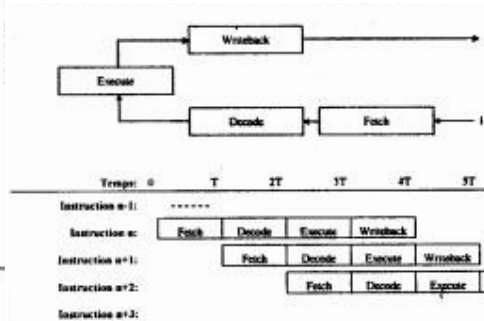 Writeback
Execute
Decode Fetch
Temps: 0 T 2T 3T 4T 5T
Instruction n-1: ------
Instruction n: Fetch Decode Execute Writeback
Instruction n+1: Fetch Decode Execute Writeback
Instruction n+2: Fetch Decode Execute
Instruction n+3: